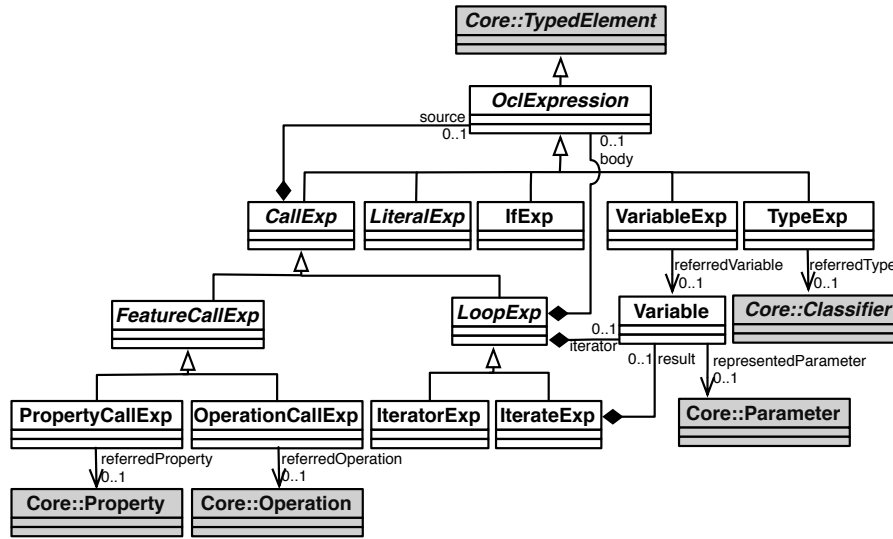 Core::TypedElement
OclExpression
source
0..1
0..1
body
CallExp
LiteralExp
IfExp
VariableExp
TypeExp
referredVariable
0..1
referredType
0..1
FeatureCallExp
LoopExp
Variable
Core::Classifier
0..1
iterator
0..1 result
representedParameter
0..1
PropertyCallExp
OperationCallExp
IteratorExp
IterateExp
Core::Parameter
referredProperty
0..1
referredOperation
0..1
Core::Property
Core::Operation